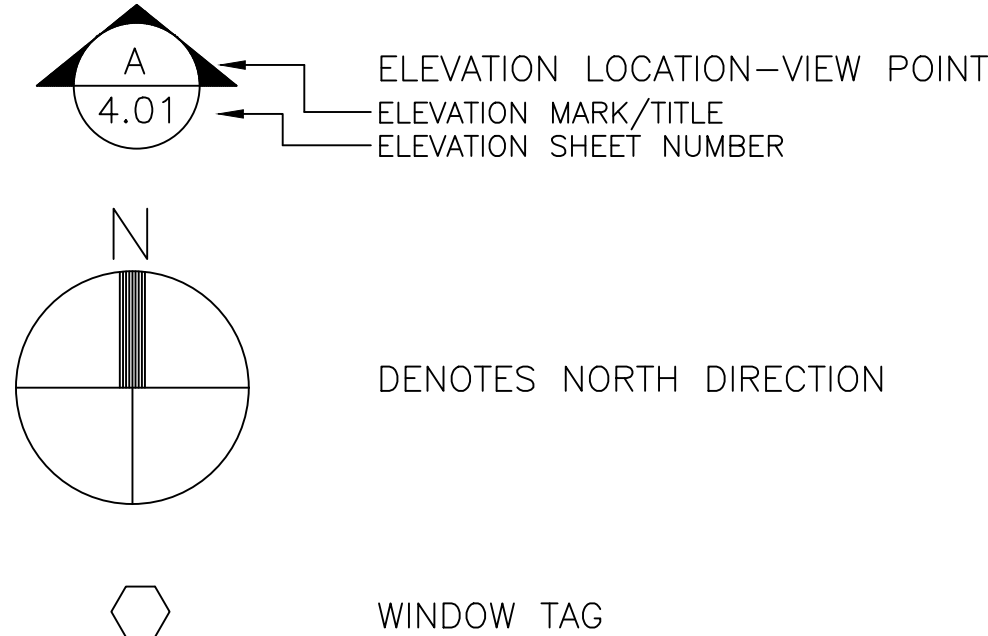 A
4.01
ELEVATION LOCATION-VIEW POINT
ELEVATION MARK/TITLE
ELEVATION SHEET NUMBER
N
DENOTES NORTH DIRECTION
WINDOW TAG